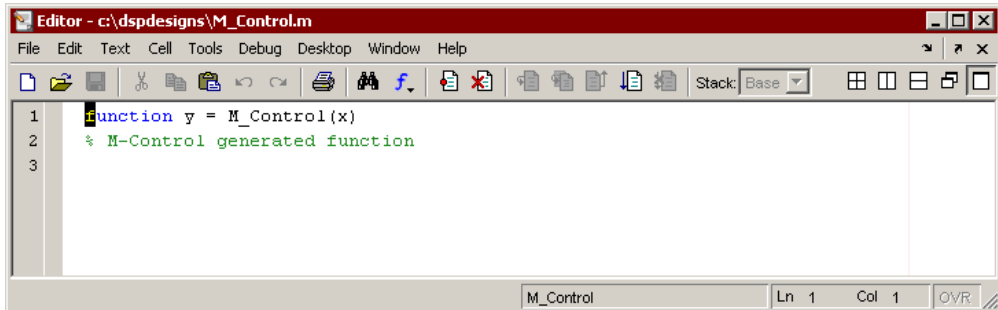 Editor - c:\dspdesigns\M_Control.m
File Edit Text Cell Tools Debug Desktop Window Help
Stack: Base
1 function y = M_Control(x)
2 % M-Control generated function
3
M_Control Ln 1 Col 1 OVR